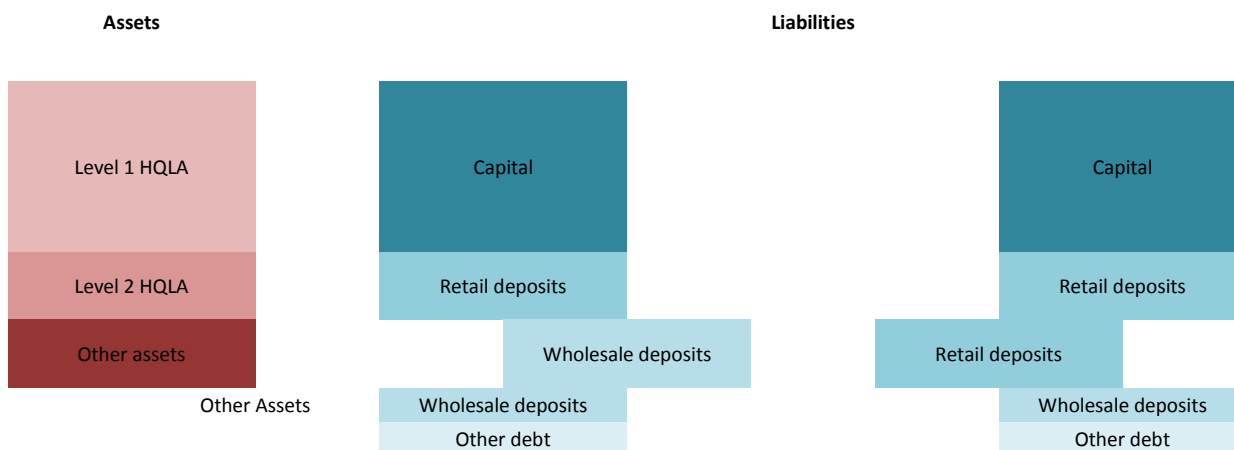 Assets
Liabilities
Level 1 HQLA
Capital
Capital
Level 2 HQLA
Retail deposits
Retail deposits
Other assets
Wholesale deposits
Retail deposits
Other Assets
Wholesale deposits
Wholesale deposits
Other debt
Other debt